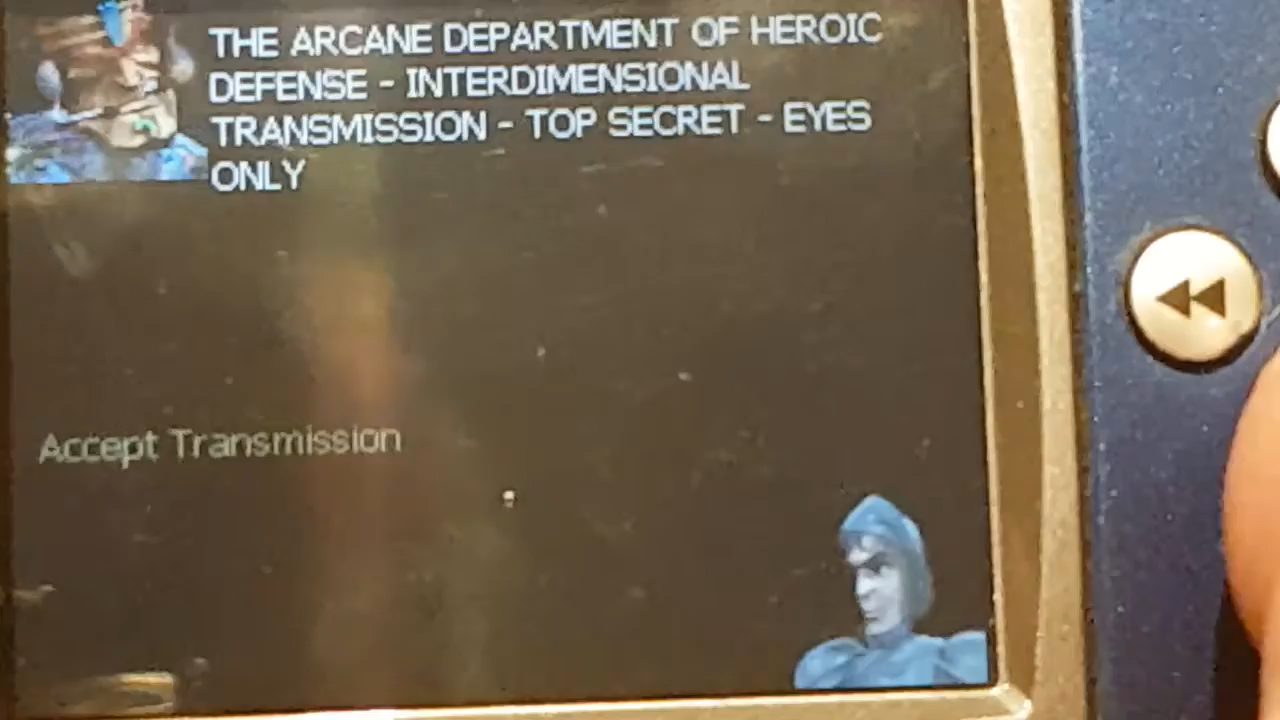 THE ARCANE DEPARTMENT OF HEROIC
DEFENSE - INTERDIMENSIONAL
TRANSMISSION - TOP SECRET - EYES
ONLY
Accept Transmission